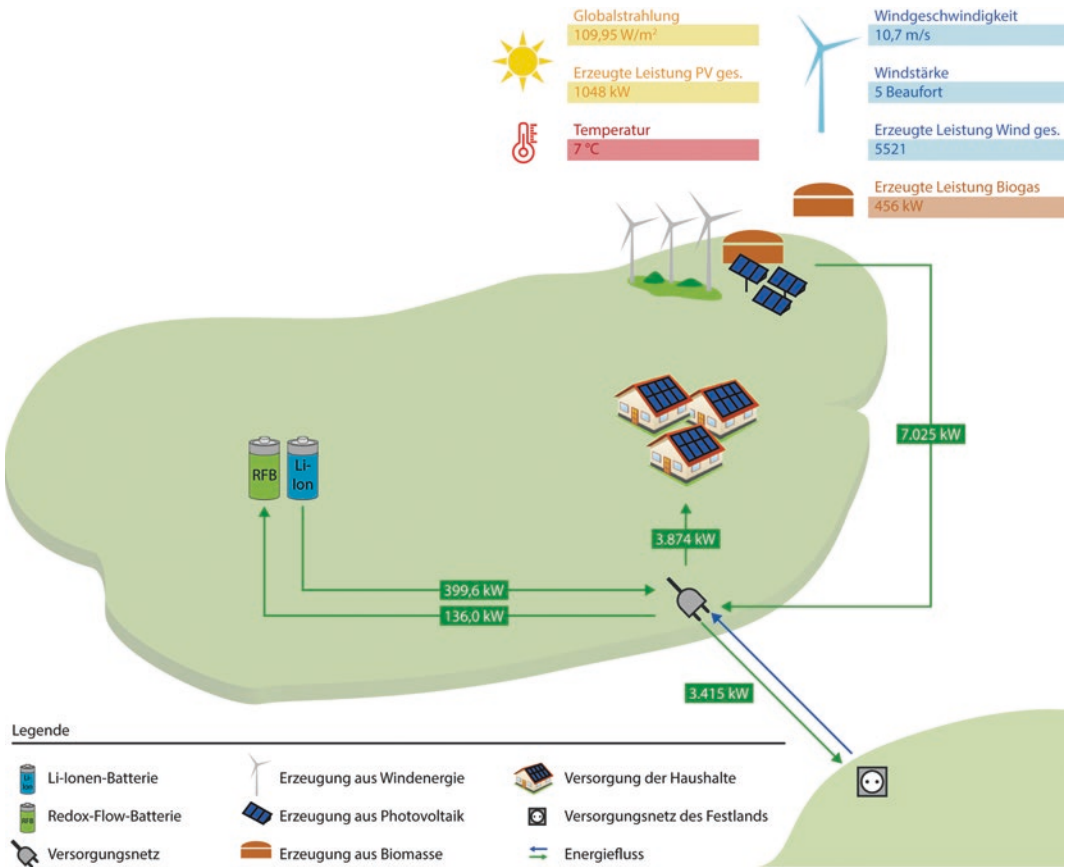 Globalstrahlung
109,95 W/m²
Erzeugte Leistung PV ges.
1048 kW
Temperatur
7 °C
Windgeschwindigkeit
10,7 m/s
Windstärke
5 Beaufort
Erzeugte Leistung Wind ges.
5521
Erzeugte Leistung Biogas
456 kW
7.025 kW
RFB
Li-
Ion
3.874 kW
399,6 kW
136,0 kW
3.415 kW
Legende
Li-
Ion
Li-Ionen-Batterie
Erzeugung aus Windenergie
Versorgung der Haushalte
RFB
Redox-Flow-Batterie
Erzeugung aus Photovoltaik
Versorgungsnetz des Festlands
Versorgungsnetz
Erzeugung aus Biomasse
Energiefluss